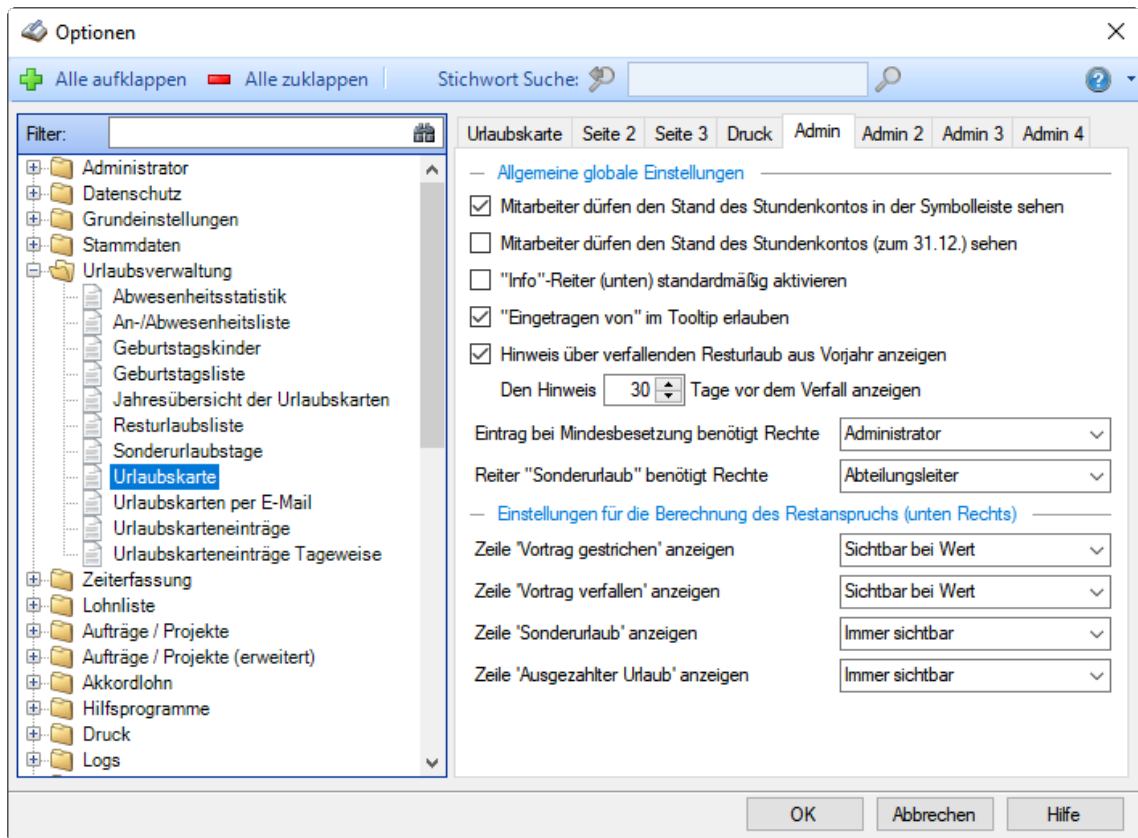 Optionen
Alle aufklappen Alle zuklappen Stichwort Suche:
Filter:
Administrator
Datenschutz
Grundeinstellungen
Stammdaten
Urlaubsverwaltung
Abwesenheitsstatistik
An-/Abwesenheitsliste
Geburtstagskinder
Geburtstagsliste
Jahresübersicht der Urlaubskarten
Resturlaubsliste
Sonderurlaubstage
Urlaubskarte
Urlaubskarten per E-Mail
Urlaubskarteneinträge
Urlaubskarteneinträge Tageweise
Zeiterfassung
Lohnliste
Aufträge / Projekte
Aufträge / Projekte (erweitert)
Akkordlohn
Hilfsprogramme
Druck
Logs
Urlaubskarte Seite 2 Seite 3 Druck Admin Admin 2 Admin 3 Admin 4
Allgemeine globale Einstellungen
Mitarbeiter dürfen den Stand des Stundenkontos in der Symbolleiste sehen
Mitarbeiter dürfen den Stand des Stundenkontos (zum 31.12.) sehen
"Info"-Reiter (unten) standardmäßig aktivieren
"Eingetragen von" im Tooltip erlauben
Hinweis über verfallenden Resturlaub aus Vorjahr anzeigen
Den Hinweis 30 Tage vor dem Verfall anzeigen
Eintrag bei Mindesbesetzung benötigt Rechte Administrator
Reiter "Sonderurlaub" benötigt Rechte Abteilungsleiter
Einstellungen für die Berechnung des Restanspruchs (unten Rechts)
Zeile 'Vortrag gestrichen' anzeigen Sichtbar bei Wert
Zeile 'Vortrag verfallen' anzeigen Sichtbar bei Wert
Zeile 'Sonderurlaub' anzeigen Immer sichtbar
Zeile 'Ausgezahlter Urlaub' anzeigen Immer sichtbar
OK Abbrechen Hilfe